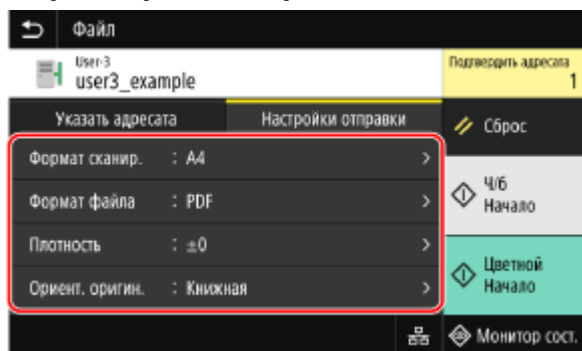 Файл
User-3
user3_example
Подтвердить адресата
1
Указать адресата
Настройки отправки
Сброс
Формат сканир. : A4
Формат файла : PDF
Плотность : ±0
Ориент. оригин. : Книжная
Ч/б
Начало
Цветной
Начало
Монитор сост.